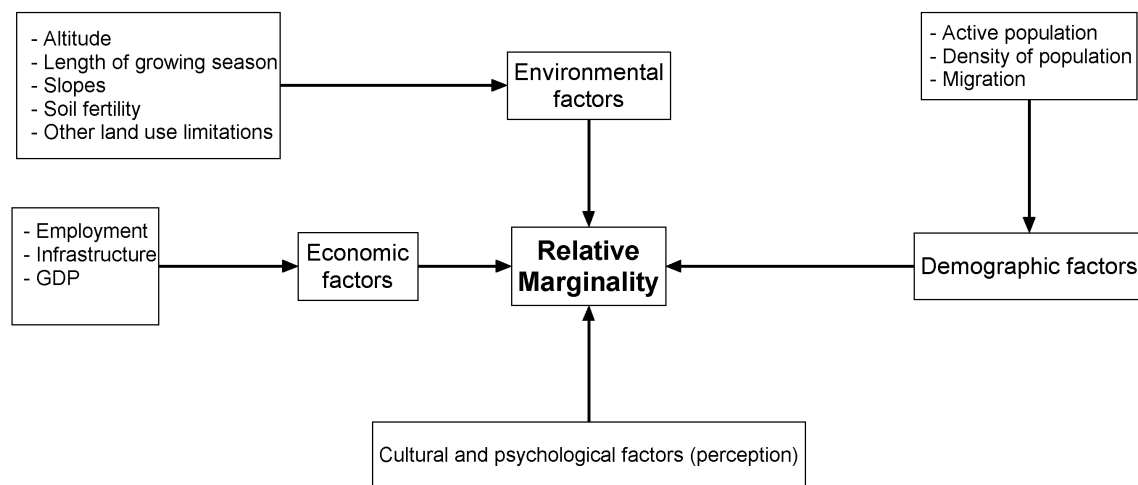 - Altitude
- Length of growing season
- Slopes
- Soil fertility
- Other land use limitations
Environmental
factors
- Active population
- Density of population
- Migration
- Employment
- Infrastructure
- GDP
Economic
factors
Relative
Marginality
Demographic factors
Cultural and psychological factors (perception)